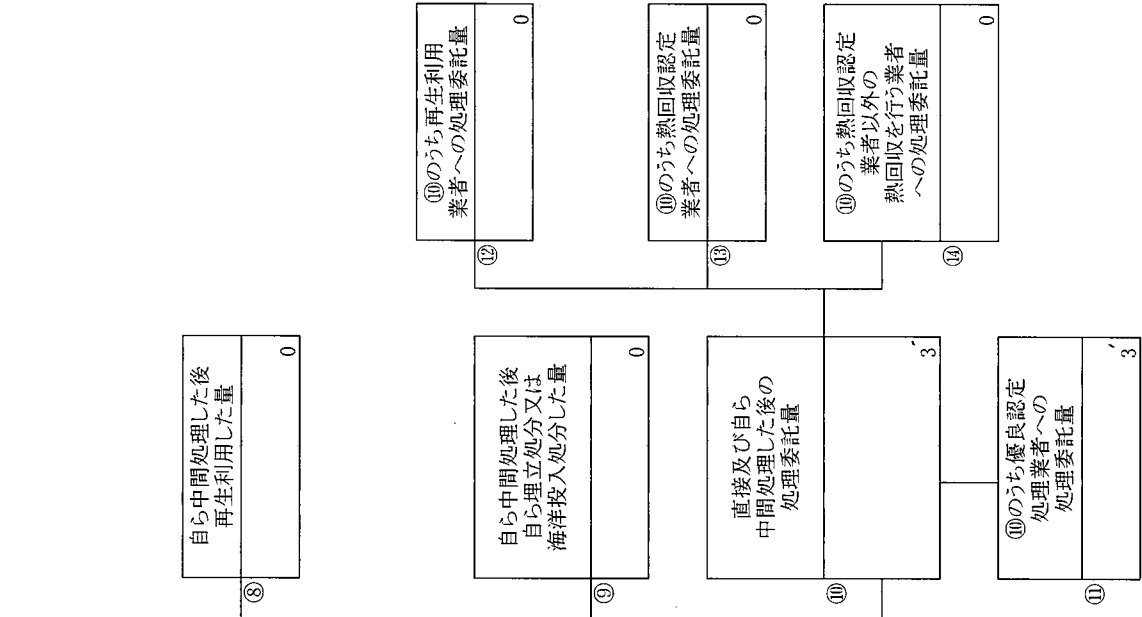 ⑧
自ら中間処理した後
再生利用した量
0
⑨
自ら中間処理した後
自ら埋立処分又は
海洋投入処分した量
0
⑩
直接及び自ら
中間処理した後の
処理委託量
3
⑪
⑩のうち優良認定
処理業者への
処理委託量
3
⑫
⑩のうち再生利用
業者への処理委託量
0
⑬
⑩のうち熱回収認定
業者への処理委託量
0
⑭
⑩のうち熱回収認定
業者以外の
熱回収を行う業者
への処理委託量
0